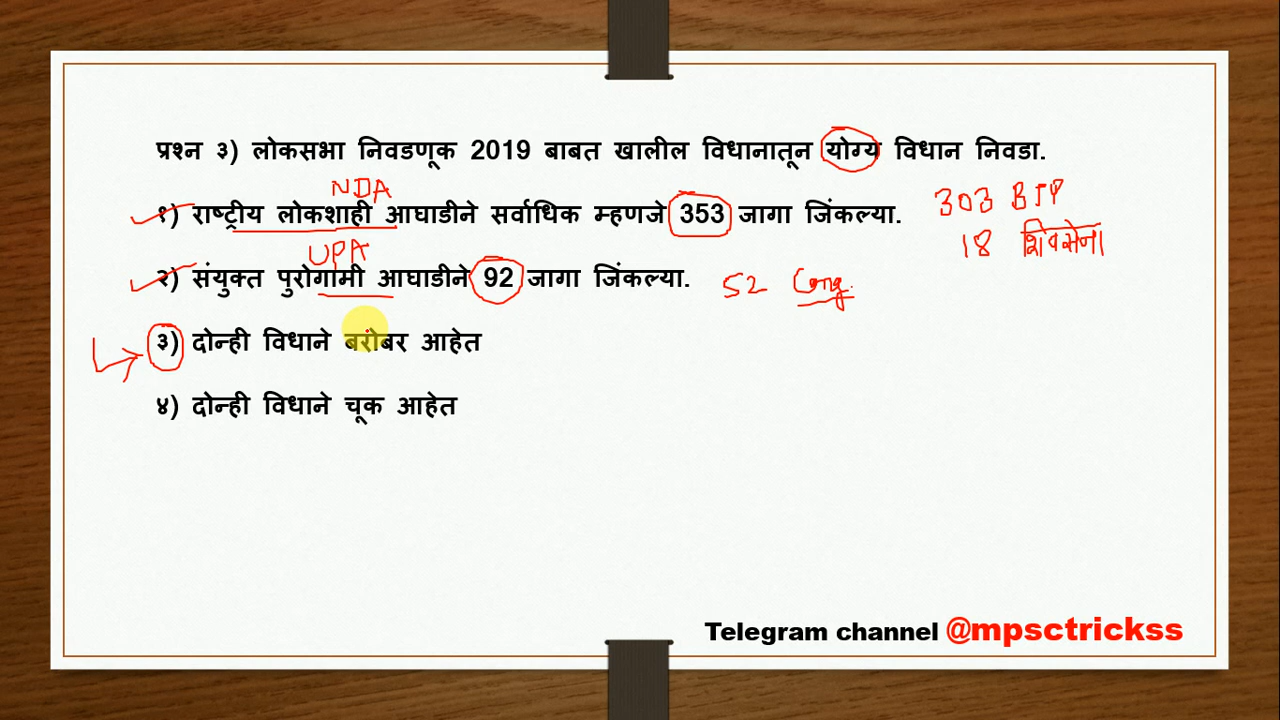 प्रश्न ३) लोकसभा निवडणूक 2019 बाबत खालील विधानातून योग्य विधान निवडा.
NDA
१) राष्ट्रीय लोकशाही आघाडीने सर्वाधिक म्हणजे 353 जागा जिंकल्या.
303 BJP
UPA
18 शिवसेना
२) संयुक्त पुरोगामी आघाडीने 92 जागा जिंकल्या.
52 Cong.
३) दोन्ही विधाने बरोबर आहेत
४) दोन्ही विधाने चूक आहेत
Telegram channel @mpsctrickss